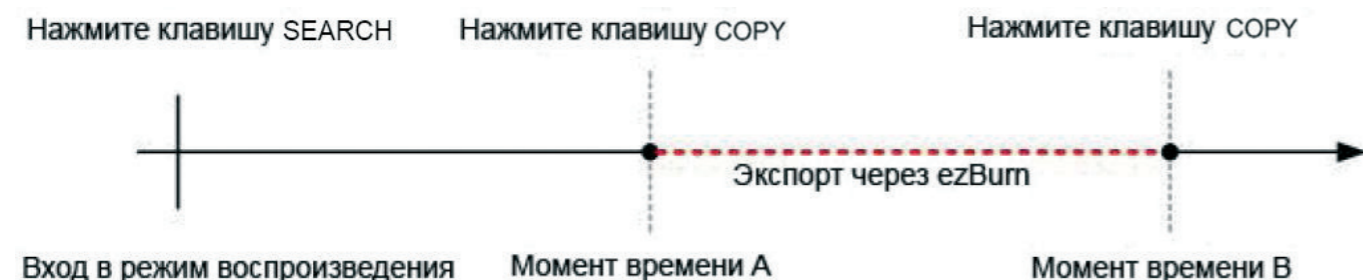 Нажмите клавишу SEARCH
Нажмите клавишу COPY
Нажмите клавишу COPY
Экспорт через ezBurn
Вход в режим воспроизведения
Момент времени A
Момент времени B